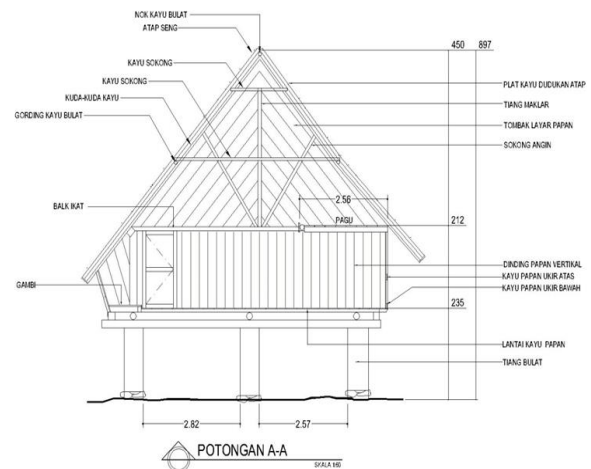 NOK KAYU BULAT
ATAP SENG
KAYU SOKONG
KAYU SOKONG
KUDA-KUDA KAYU
GORDING KAYU BULAT
BALK IKAT
GAMBI
450
897
PLAT KAYU DUDUKAN ATAP
TIANG MAKLAR
TOMBAK LAYAR PAPAN
SOKONG ANGIN
2.56
PAGU
212
DINDING PAPAN VERTIKAL
KAYU PAPAN UKIR ATAS
KAYU PAPAN UKIR BAWAH
235
LANTAI KAYU PAPAN
TIANG BULAT
2.82
2.57
POTONGAN A-A